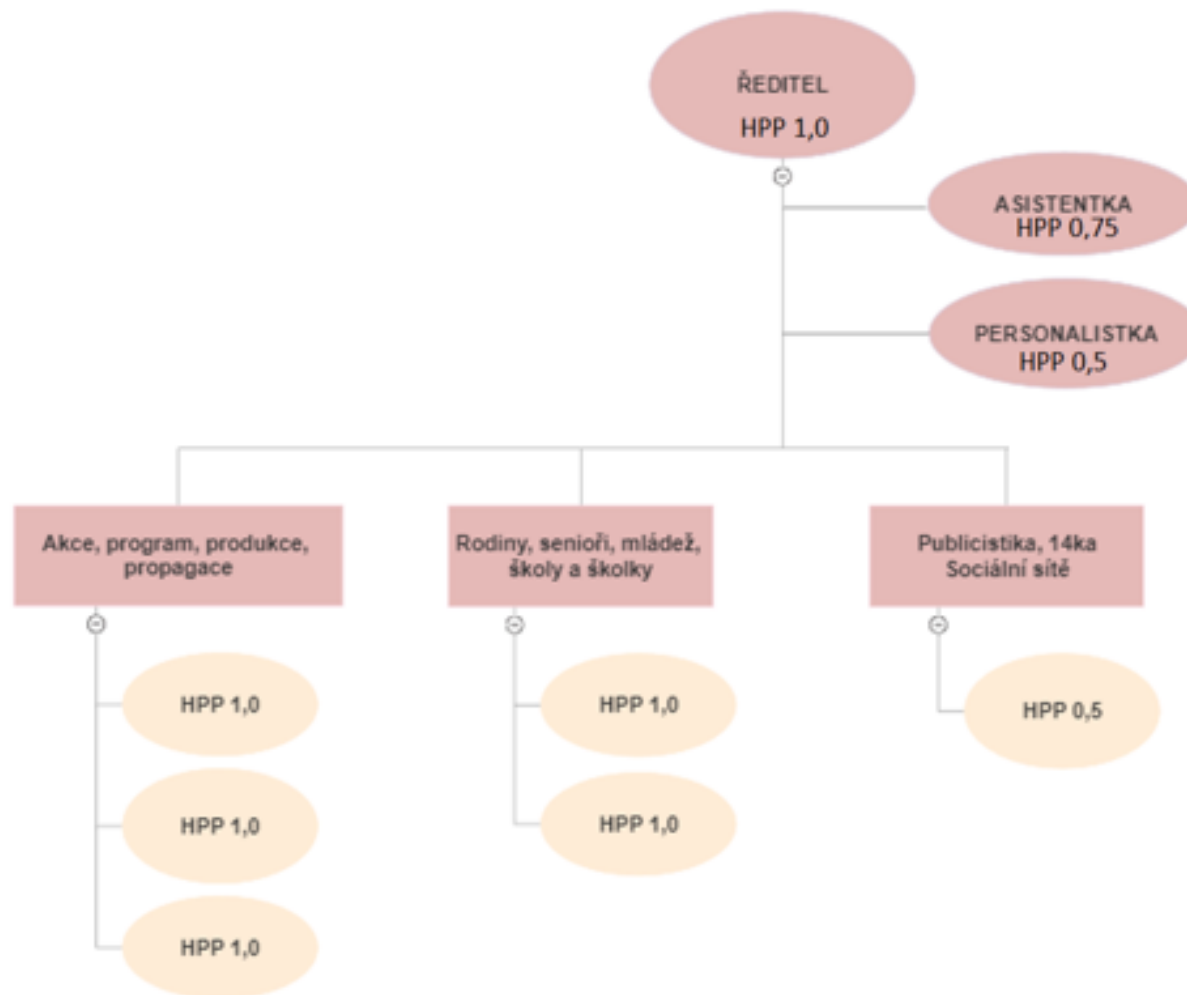 ŘEDITEL
HPP 1,0
ASISTENTKA
HPP 0,75
PERSONALISTKA
HPP 0,5
Akce, program, produkce,
propagace
Rodiny, senioři, mládež,
školy a školky
Publicistika, 14ka
Sociální sítě
HPP 1,0
HPP 1,0
HPP 1,0
HPP 1,0
HPP 1,0
HPP 0,5